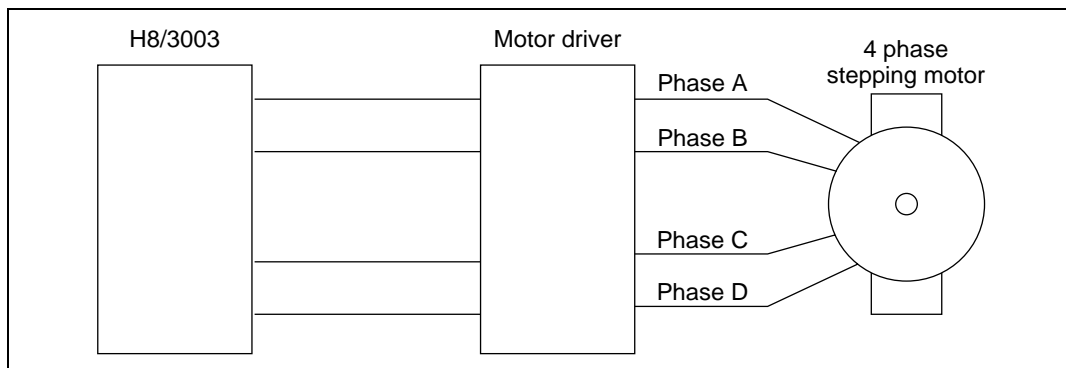 H8/3003
Motor driver
4 phase
stepping motor
Phase A
Phase B
Phase C
Phase D